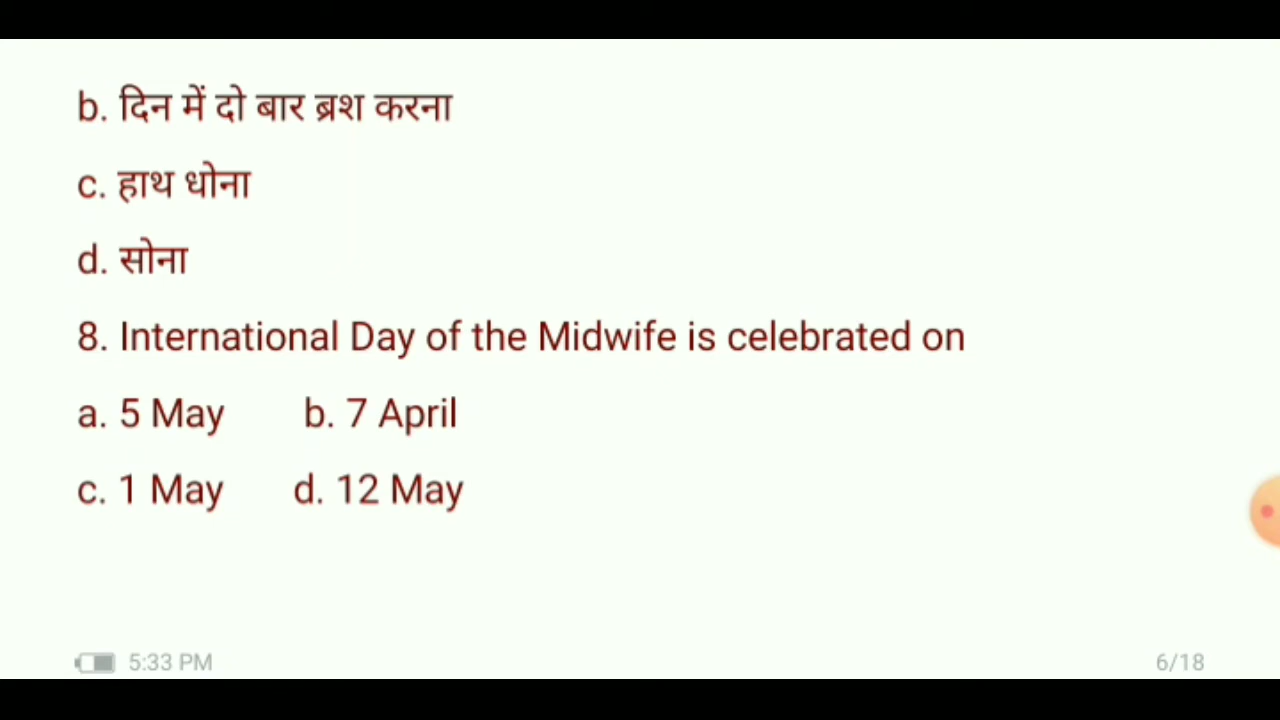 b. दिन में दो बार ब्रश करना
c. हाथ धोना
d. सोना
8. International Day of the Midwife is celebrated on
a. 5 May b. 7 April
c. 1 May d. 12 May
5:33 PM 6/18